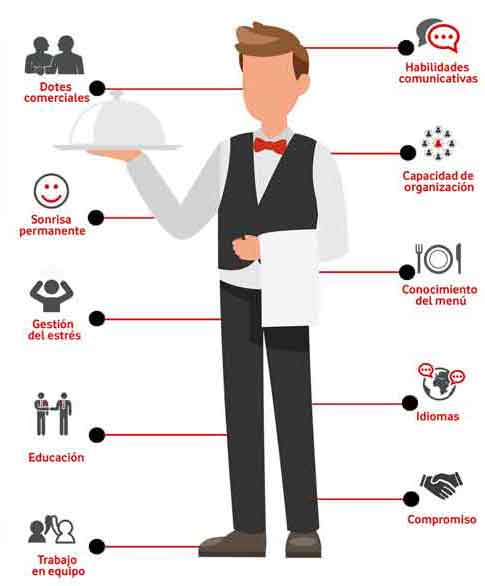 Dotes
comerciales
Sonrisa
permanente
Gestión
del estrés
Educación
Trabajo
en equipo
Habilidades
comunicativas
Capacidad de
organización
Conocimiento
del menú
Idiomas
Compromiso